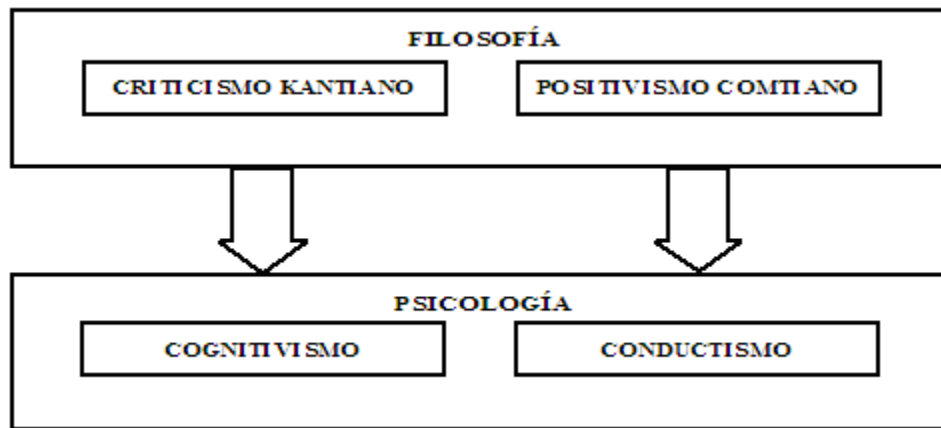 FILOSOFÍA
CRITICISMO KANTIANO
POSITIVISMO COMTIANO
PSICOLOGÍA
COGNITIVISMO
CONDUCTISMO